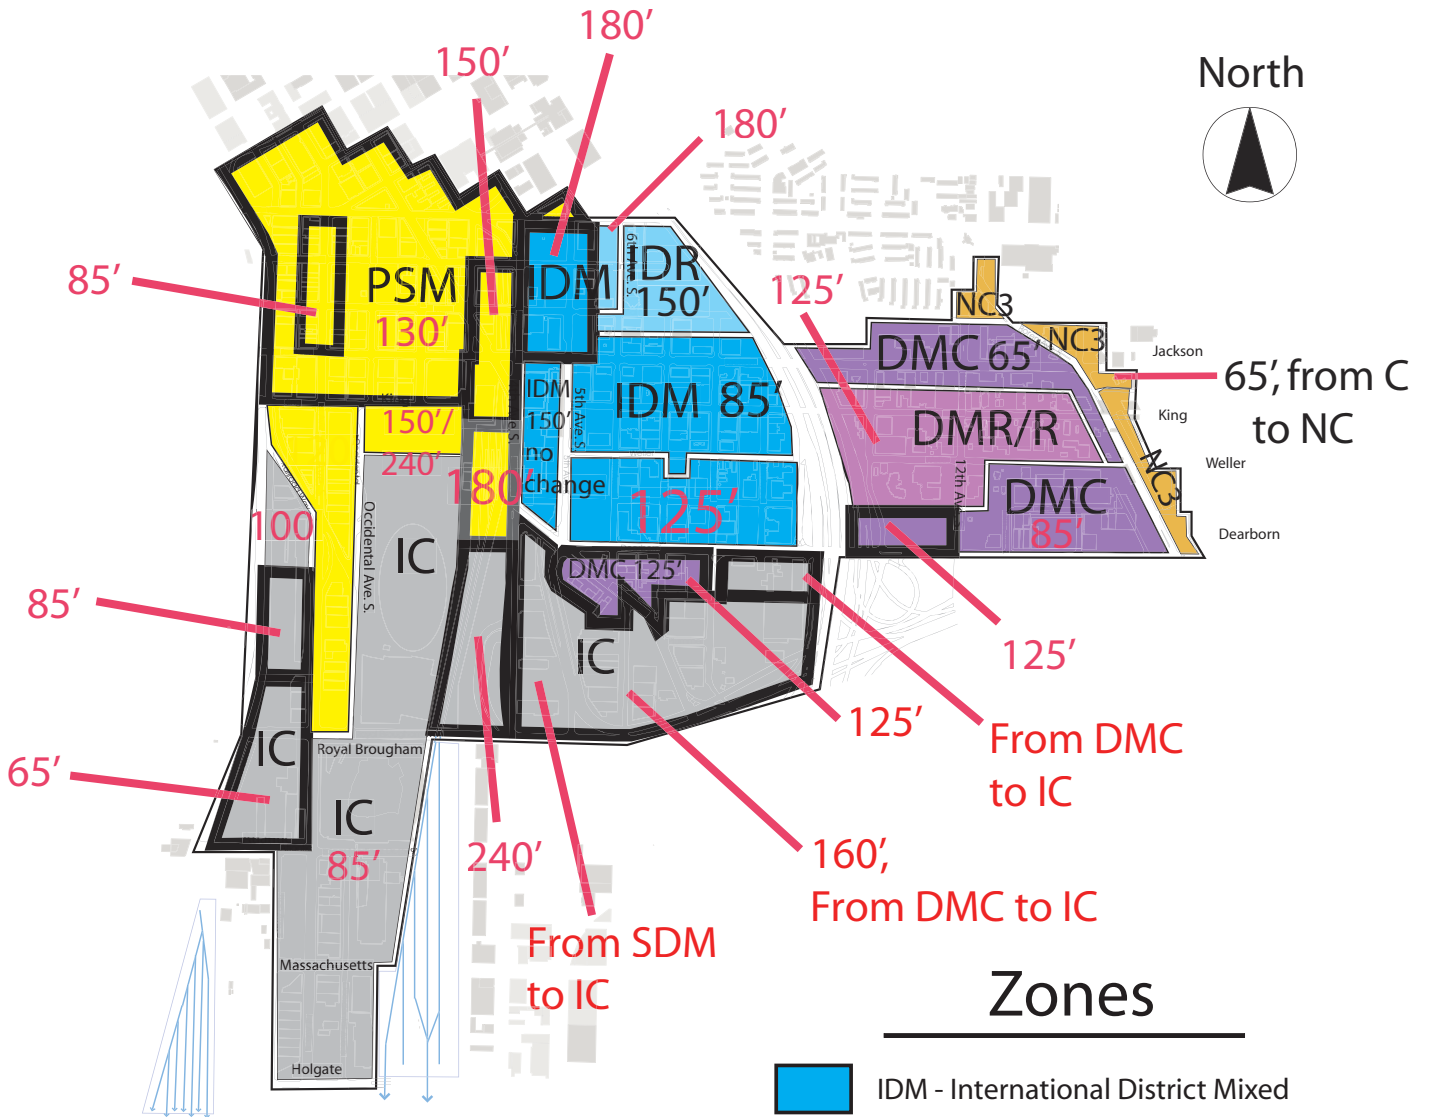 180’
150’
North
180’
6th Ave. S.
IDR
150’
85’
PSM
130’
IDM
125’
NC3
NC3
DMC 65’
Jackson
65’, from C
to NC
IDM
150’
no
change
5th Ave. S.
IDM 85’
King
DMR/R
150’/
240’
180’
Weller
NC3
12th Ave.
125’
DMC
85’
Dearborn
100
Occidental Ave. S.
IC
DMC 125’
85’
IC
125’
125’
From DMC
to IC
IC
Royal Brougham
65’
IC
85’
240’
160’,
From DMC to IC
From SDM
to IC
Massachusetts
Zones
Holgate
IDM - International District Mixed